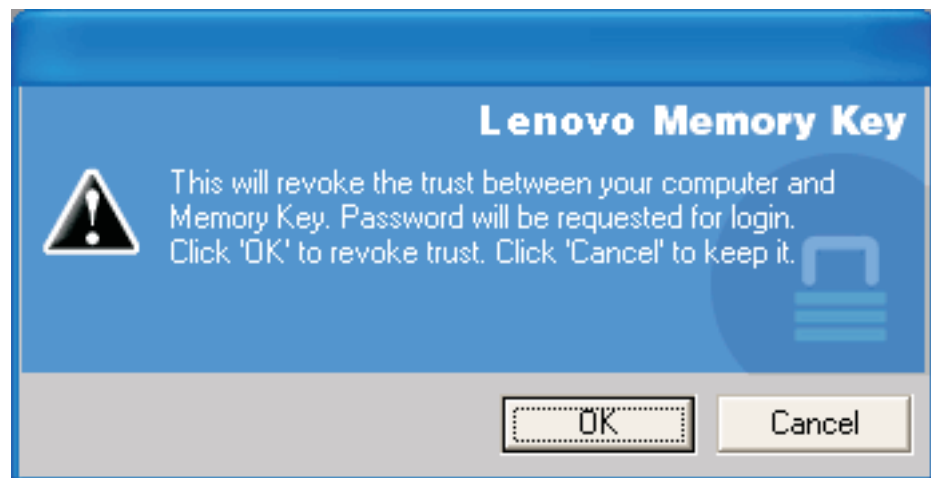 Lenovo Memory Key
This will revoke the trust between your computer and
Memory Key. Password will be requested for login.
Click 'OK' to revoke trust. Click 'Cancel' to keep it.
OK
Cancel